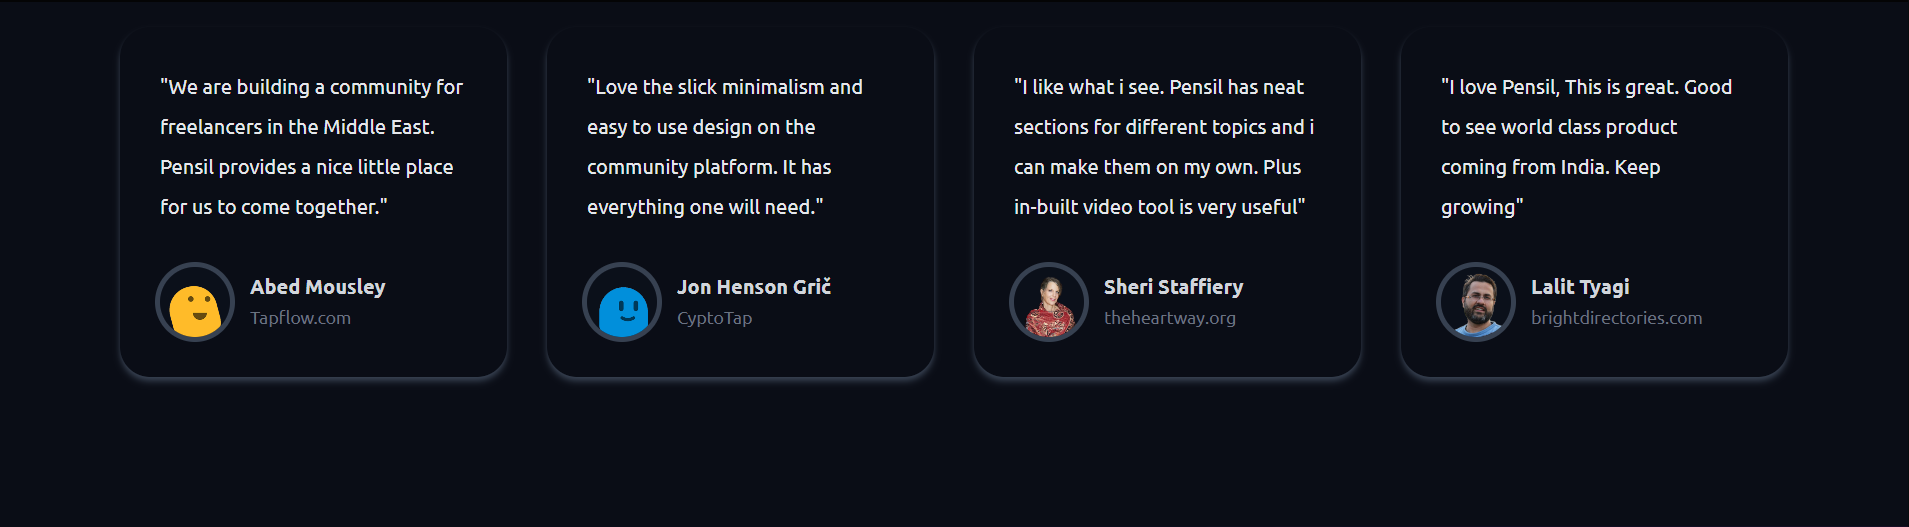 "We are building a community for
freelancers in the Middle East.
Pensil provides a nice little place
for us to come together."
Abed Mousley
Tapflow.com
"Love the slick minimalism and
easy to use design on the
community platform. It has
everything one will need."
Jon Henson Grič
CyptoTap
"I like what i see. Pensil has neat
sections for different topics and i
can make them on my own. Plus
in-built video tool is very useful"
Sheri Staffiery
theheartway.org
"I love Pensil, This is great. Good
to see world class product
coming from India. Keep
growing"
Lalit Tyagi
brightdirectories.com